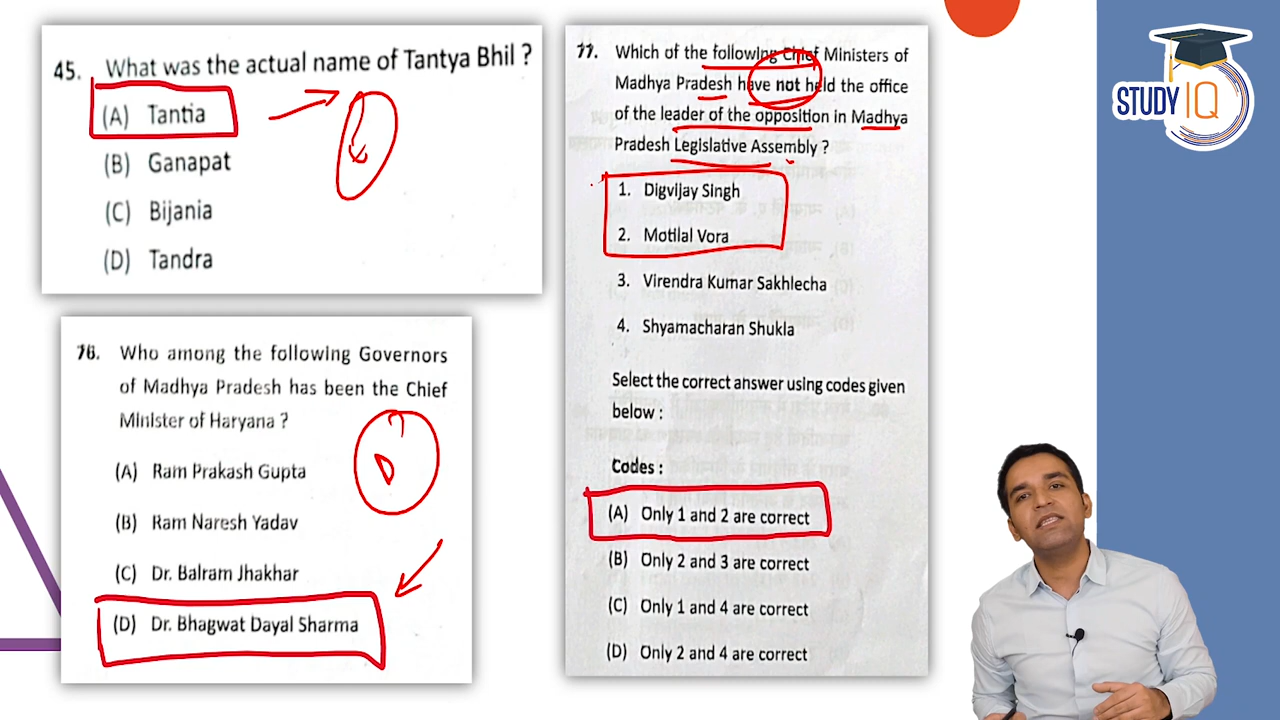 45. What was the actual name of Tantya Bhil ?
(A) Tantia
(B) Ganapat
(C) Bijania
(D) Tandra
76. Who among the following Governors
of Madhya Pradesh has been the Chief
Minister of Haryana ?
(A) Ram Prakash Gupta
(B) Ram Naresh Yadav
(C) Dr. Balram Jhakhar
(D) Dr. Bhagwat Dayal Sharma
D
77. Which of the following Chief Ministers of
Madhya Pradesh have not held the office
of the leader of the opposition in Madhya
Pradesh Legislative Assembly ?
1. Digvijay Singh
2. Motilal Vora
3. Virendra Kumar Sakhlecha
4. Shyamacharan Shukla
Select the correct answer using codes given
below :
Codes :
(A) Only 1 and 2 are correct
(B) Only 2 and 3 are correct
(C) Only 1 and 4 are correct
(D) Only 2 and 4 are correct
STUDY IQ